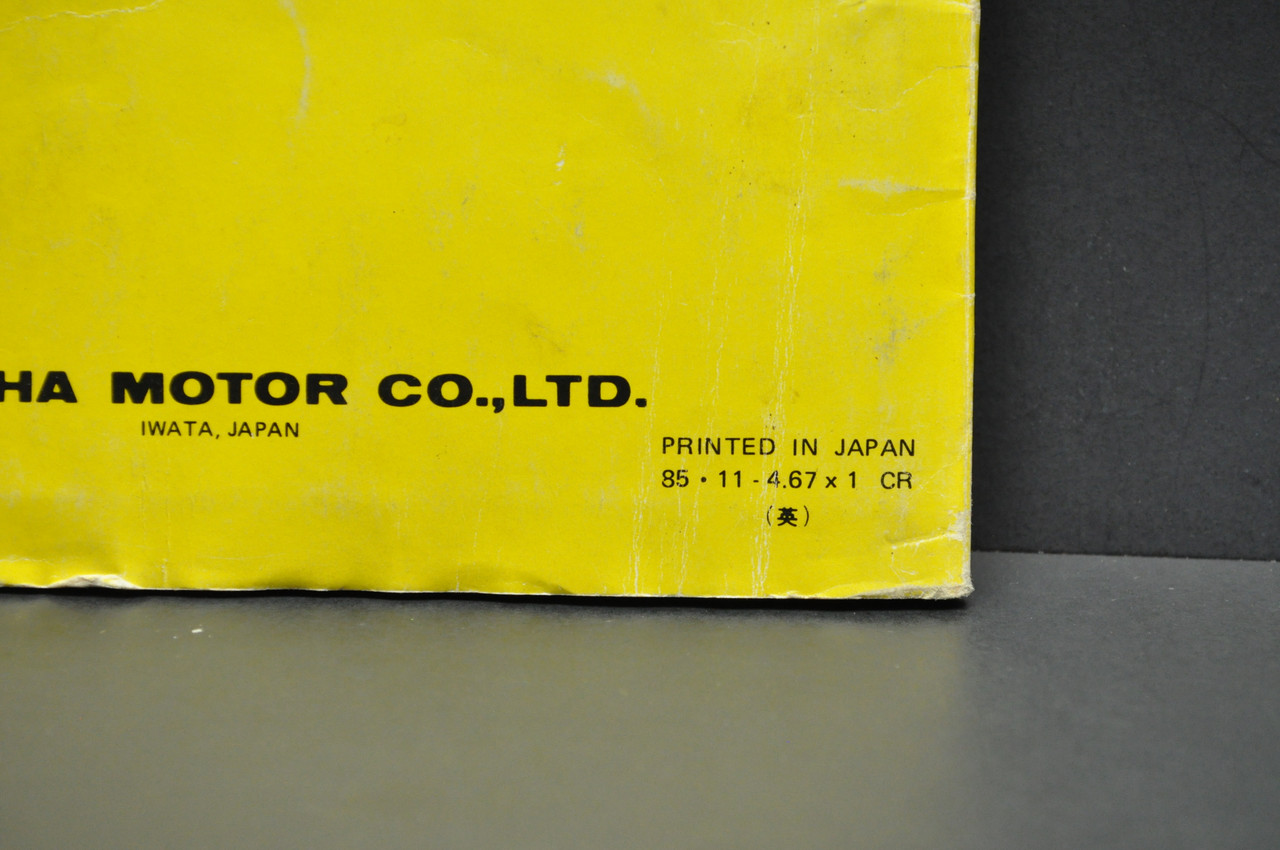 HA MOTOR CO.,LTD.
IWATA, JAPAN
PRINTED IN JAPAN
85・11 - 4.67 x 1 CR
(英)